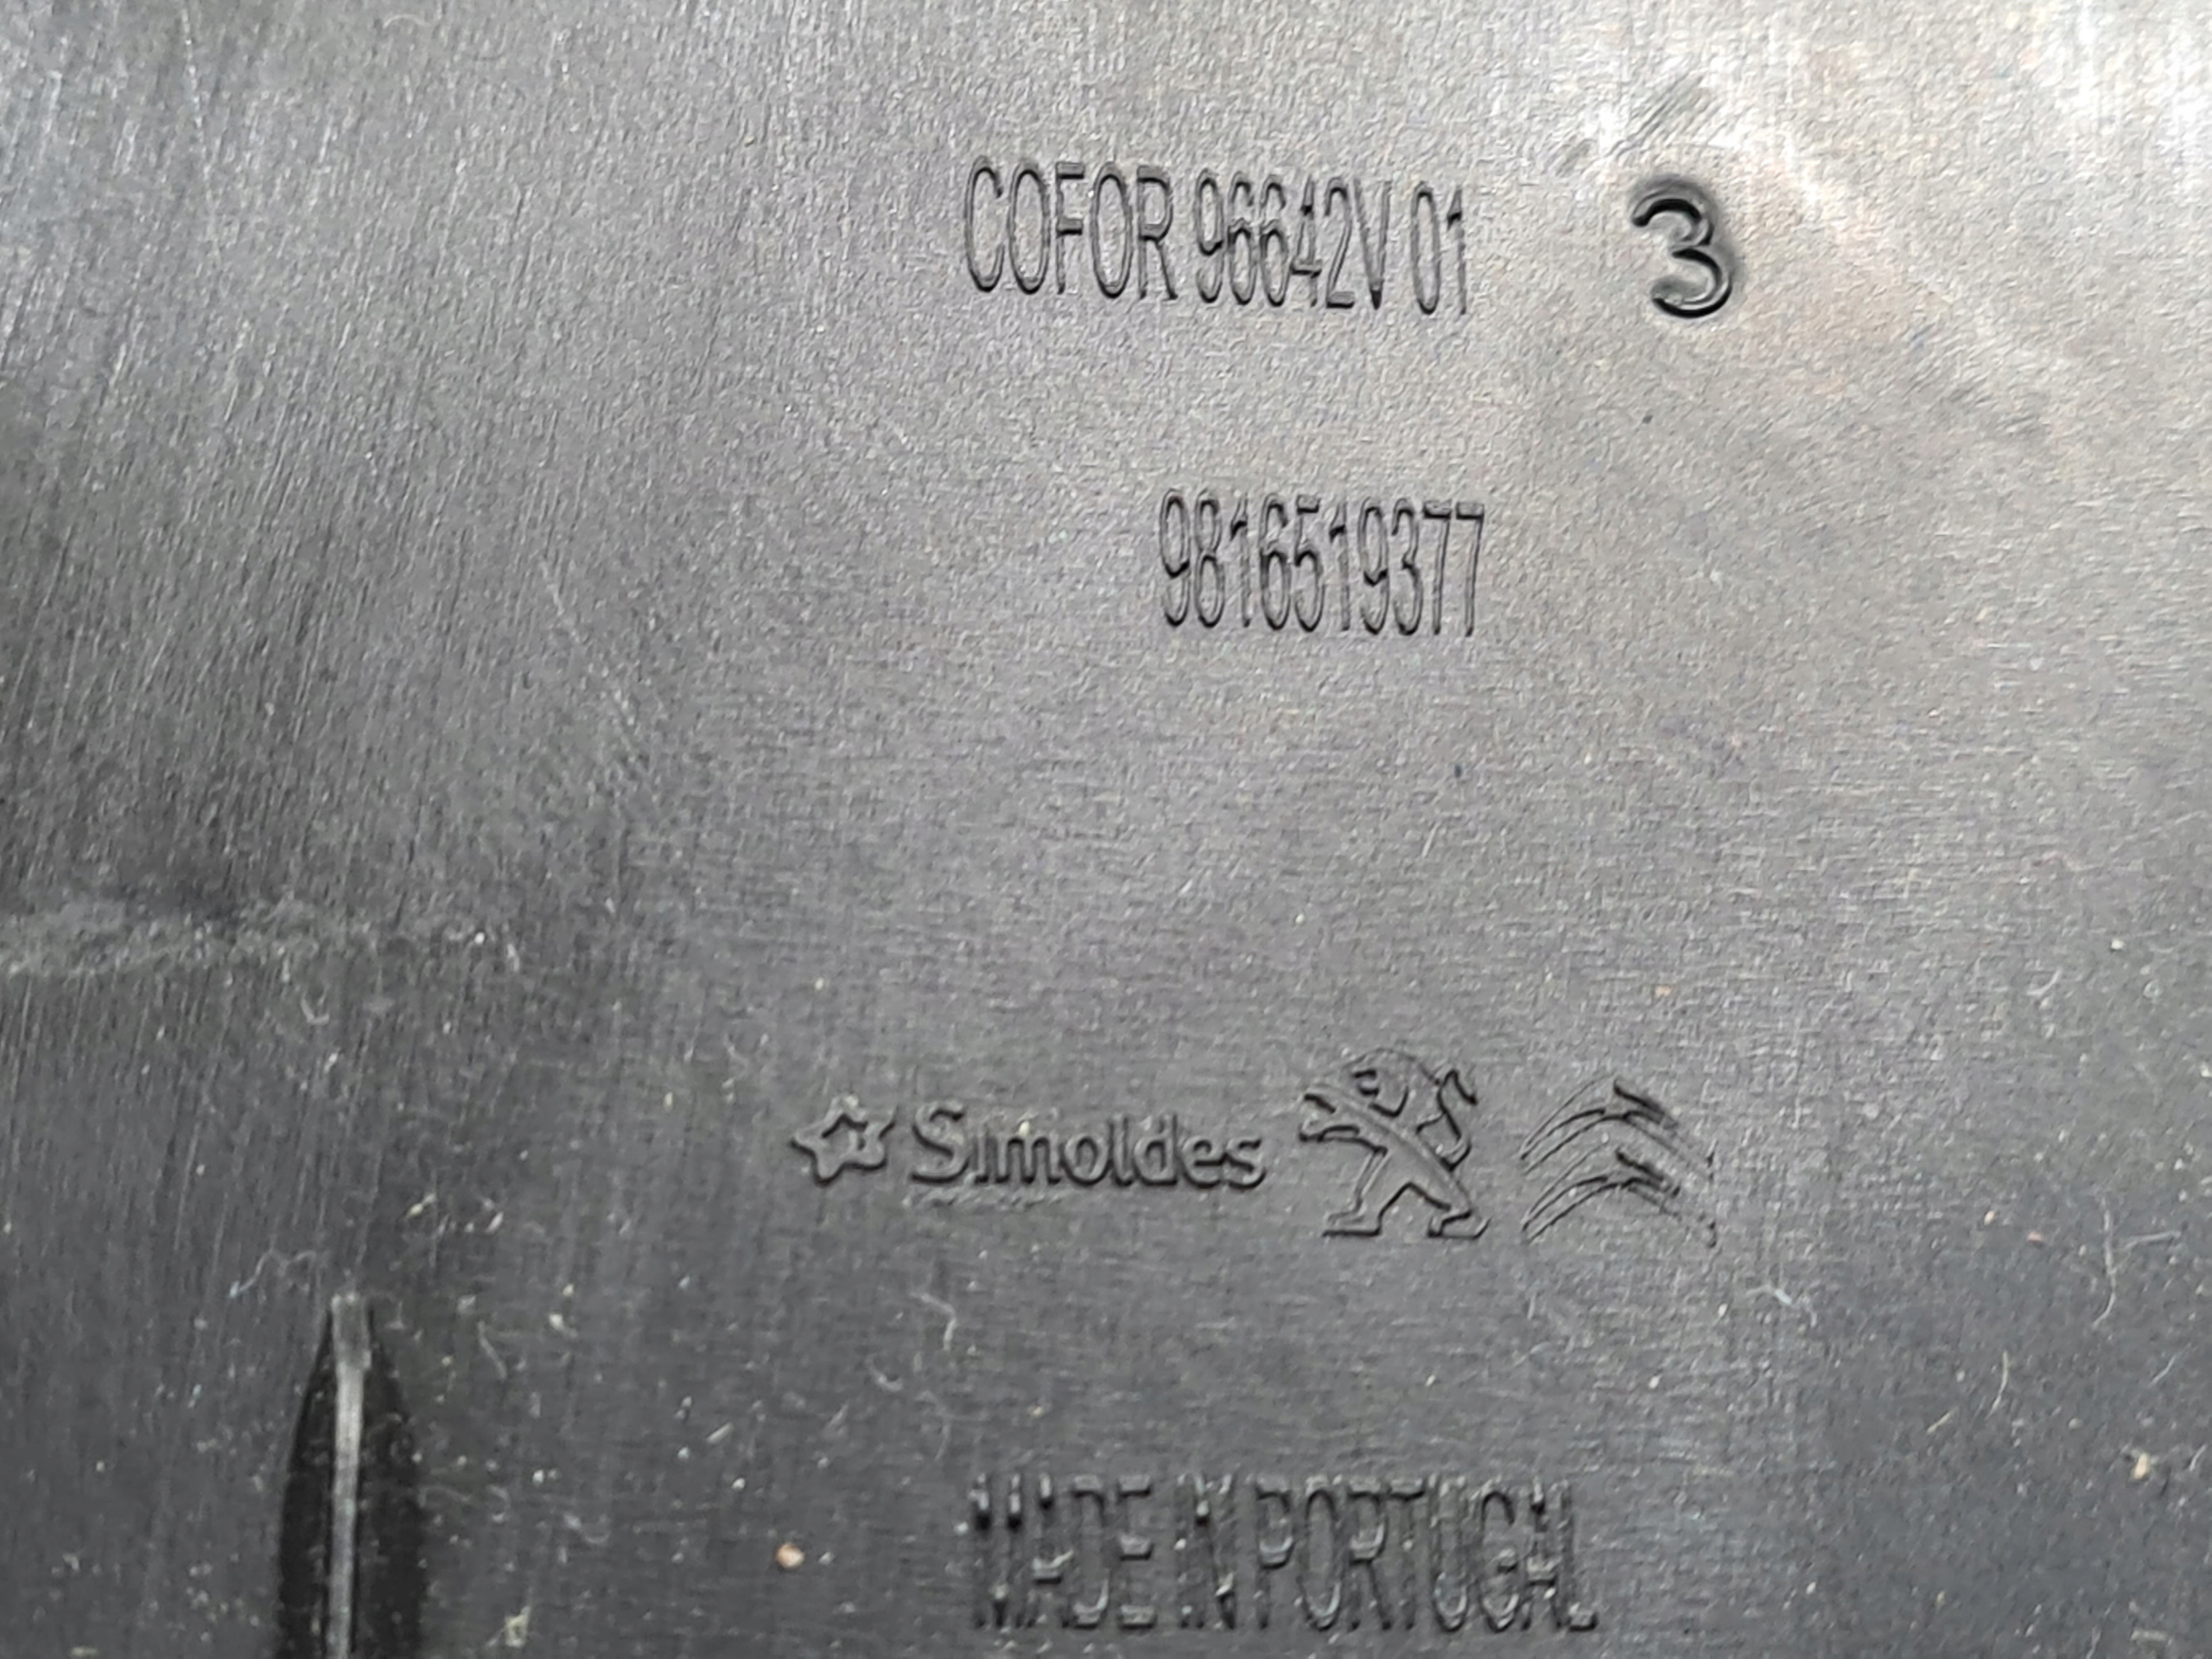 COFOR 96642V 01 3
9816519377
Simoldes
MADE IN PORTUGAL